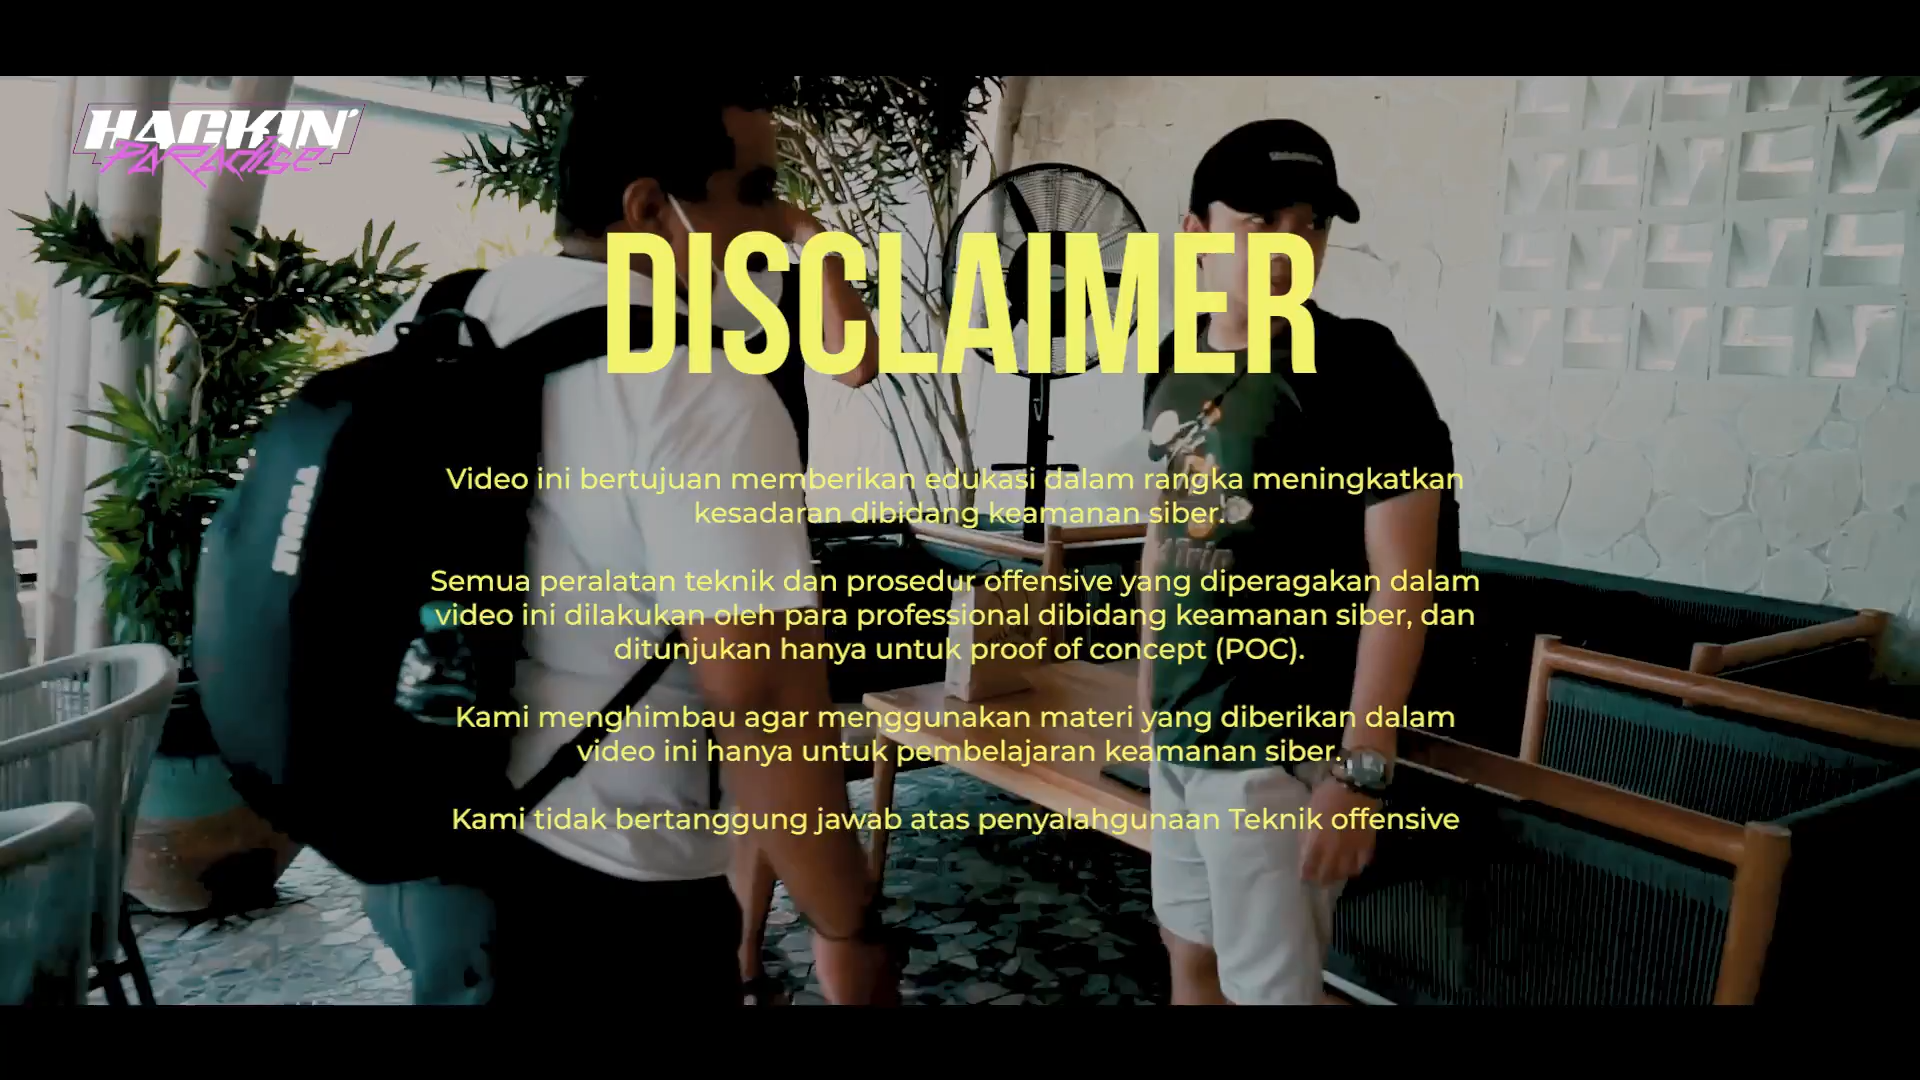 HACKIN'
Paradise
DISCLAIMER
Video ini bertujuan memberikan edukasi dalam rangka meningkatkan
kesadaran dibidang keamanan siber.
Semua peralatan teknik dan prosedur offensive yang diperagakan dalam
video ini dilakukan oleh para professional dibidang keamanan siber, dan
ditunjukan hanya untuk proof of concept (POC).
Kami menghimbau agar menggunakan materi yang diberikan dalam
video ini hanya untuk pembelajaran keamanan siber.
Kami tidak bertanggung jawab atas penyalahgunaan Teknik offensive